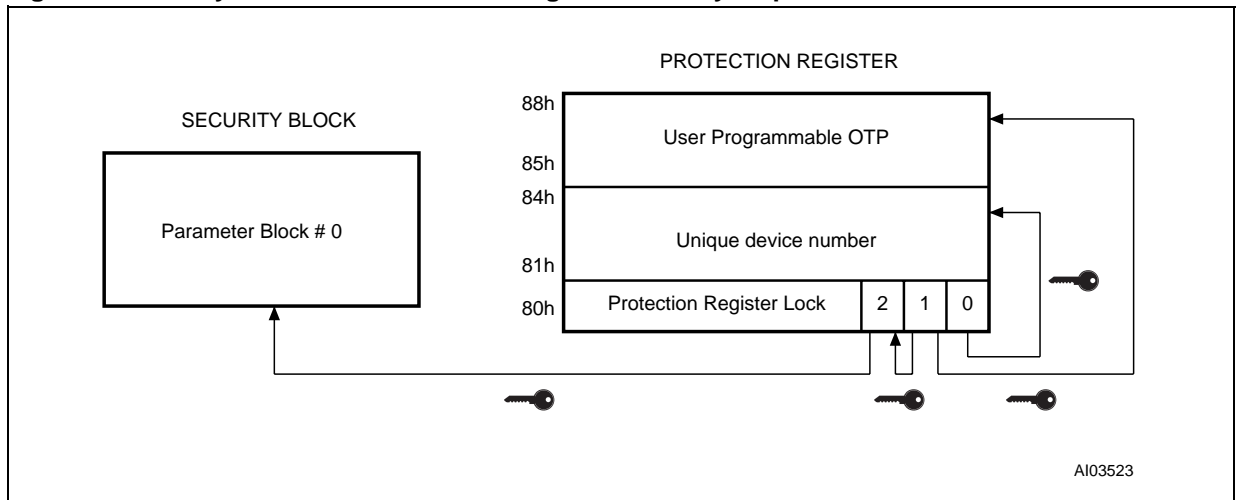 PROTECTION REGISTER
SECURITY BLOCK
Parameter Block # 0
88h
User Programmable OTP
85h
84h
Unique device number
81h
80h
Protection Register Lock 2 1 0
AI03523